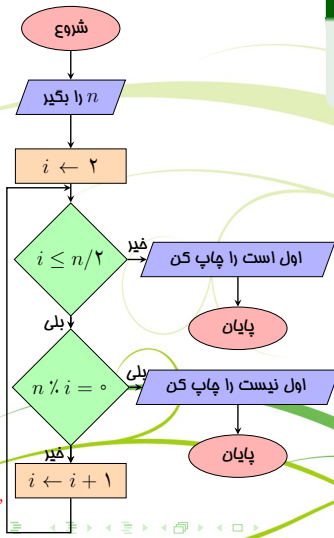 شروع
n را بگیر
i ← ۲
i ≤ n/۲
خیر
اول است را چاپ کن
بلی
پایان
n ٪ i = ۰
بلی
اول نیست را چاپ کن
خیر
پایان
i ← i + ۱